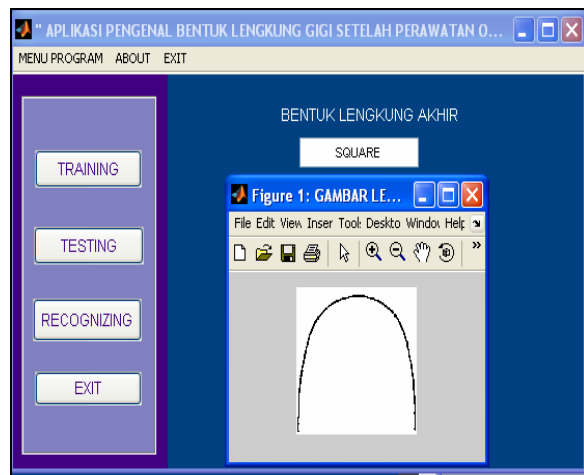 " APLIKASI PENGENAL BENTUK LENGKUNG GIGI SETELAH PERAWATAN O...
MENU PROGRAM ABOUT EXIT
BENTUK LENGKUNG AKHIR
SQUARE
TRAINING
TESTING
RECOGNIZING
EXIT
Figure 1: GAMBAR LE...
File Edit View Inser Tool: Deskto Window Help